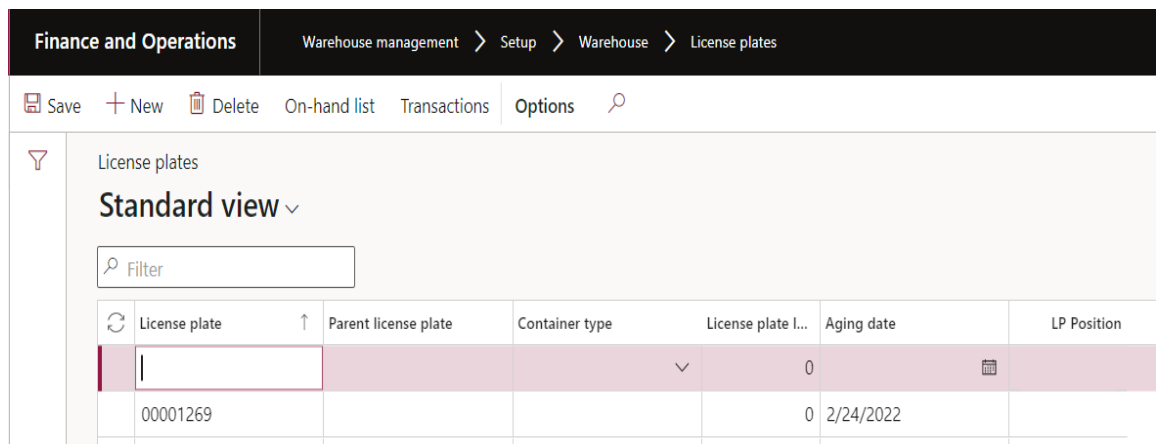 Finance and Operations Warehouse management Setup Warehouse License plates
Save New Delete On-hand list Transactions Options
License plates
Standard view
Filter
License plate Parent license plate Container type License plate l... Aging date LP Position
0
00001269 0 2/24/2022